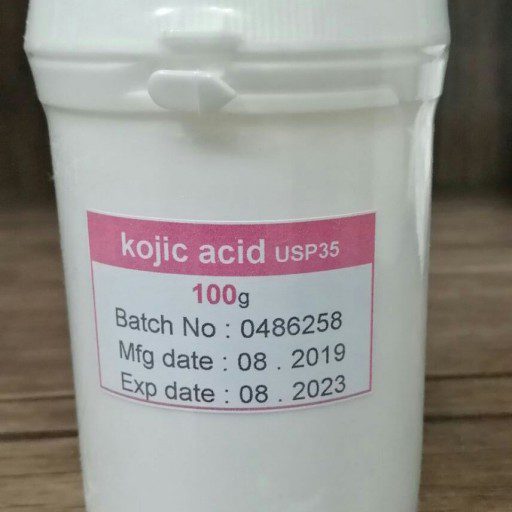 kojic acid USP35
100g
Batch No : 0486258
Mfg date : 08 . 2019
Exp date : 08 . 2023